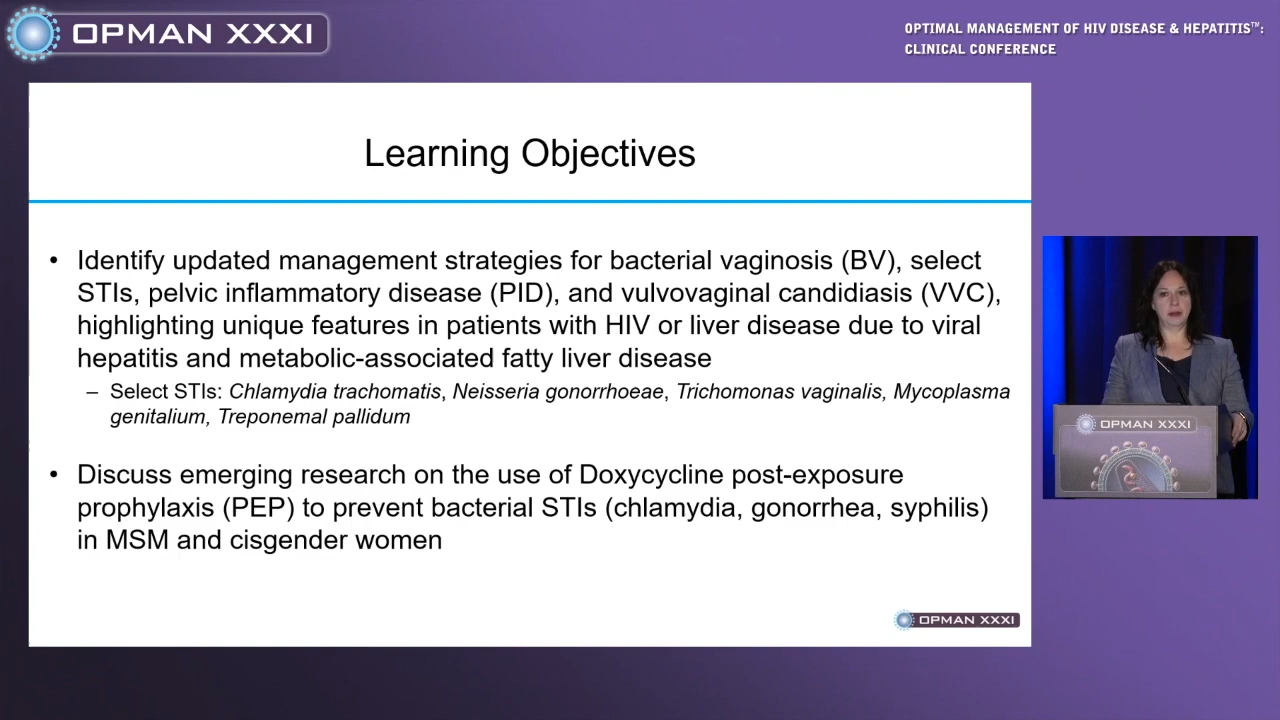 OPMAN XXXI
OPTIMAL MANAGEMENT OF HIV DISEASE & HEPATITIS™:
CLINICAL CONFERENCE
Learning Objectives
• Identify updated management strategies for bacterial vaginosis (BV), select
STIs, pelvic inflammatory disease (PID), and vulvovaginal candidiasis (VVC),
highlighting unique features in patients with HIV or liver disease due to viral
hepatitis and metabolic-associated fatty liver disease
– Select STIs: Chlamydia trachomatis, Neisseria gonorrhoeae, Trichomonas vaginalis, Mycoplasma
genitalium, Treponemal pallidum
• Discuss emerging research on the use of Doxycycline post-exposure
prophylaxis (PEP) to prevent bacterial STIs (chlamydia, gonorrhea, syphilis)
in MSM and cisgender women
OPMAN XXXI
OPMAN XXXI